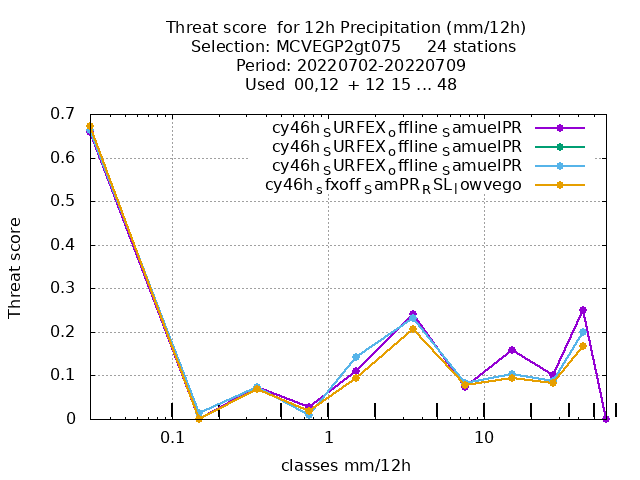 Threat score  for 12h Precipitation (mm/12h)
Selection: MCVEGP2gt075     24 stations
Period: 20220702-20220709
Used  00,12  + 12 15 ... 48
cy46h_SURFEX_offline_SamuelPR
cy46h_SURFEX_offline_SamuelPR
cy46h_SURFEX_offline_SamuelPR
cy46h_sfxoff_SamPR_RSL_lowvego
0.7
0.6
0.5
0.4
0.3
0.2
0.1
0
Threat score
0.1 1 10
classes mm/12h